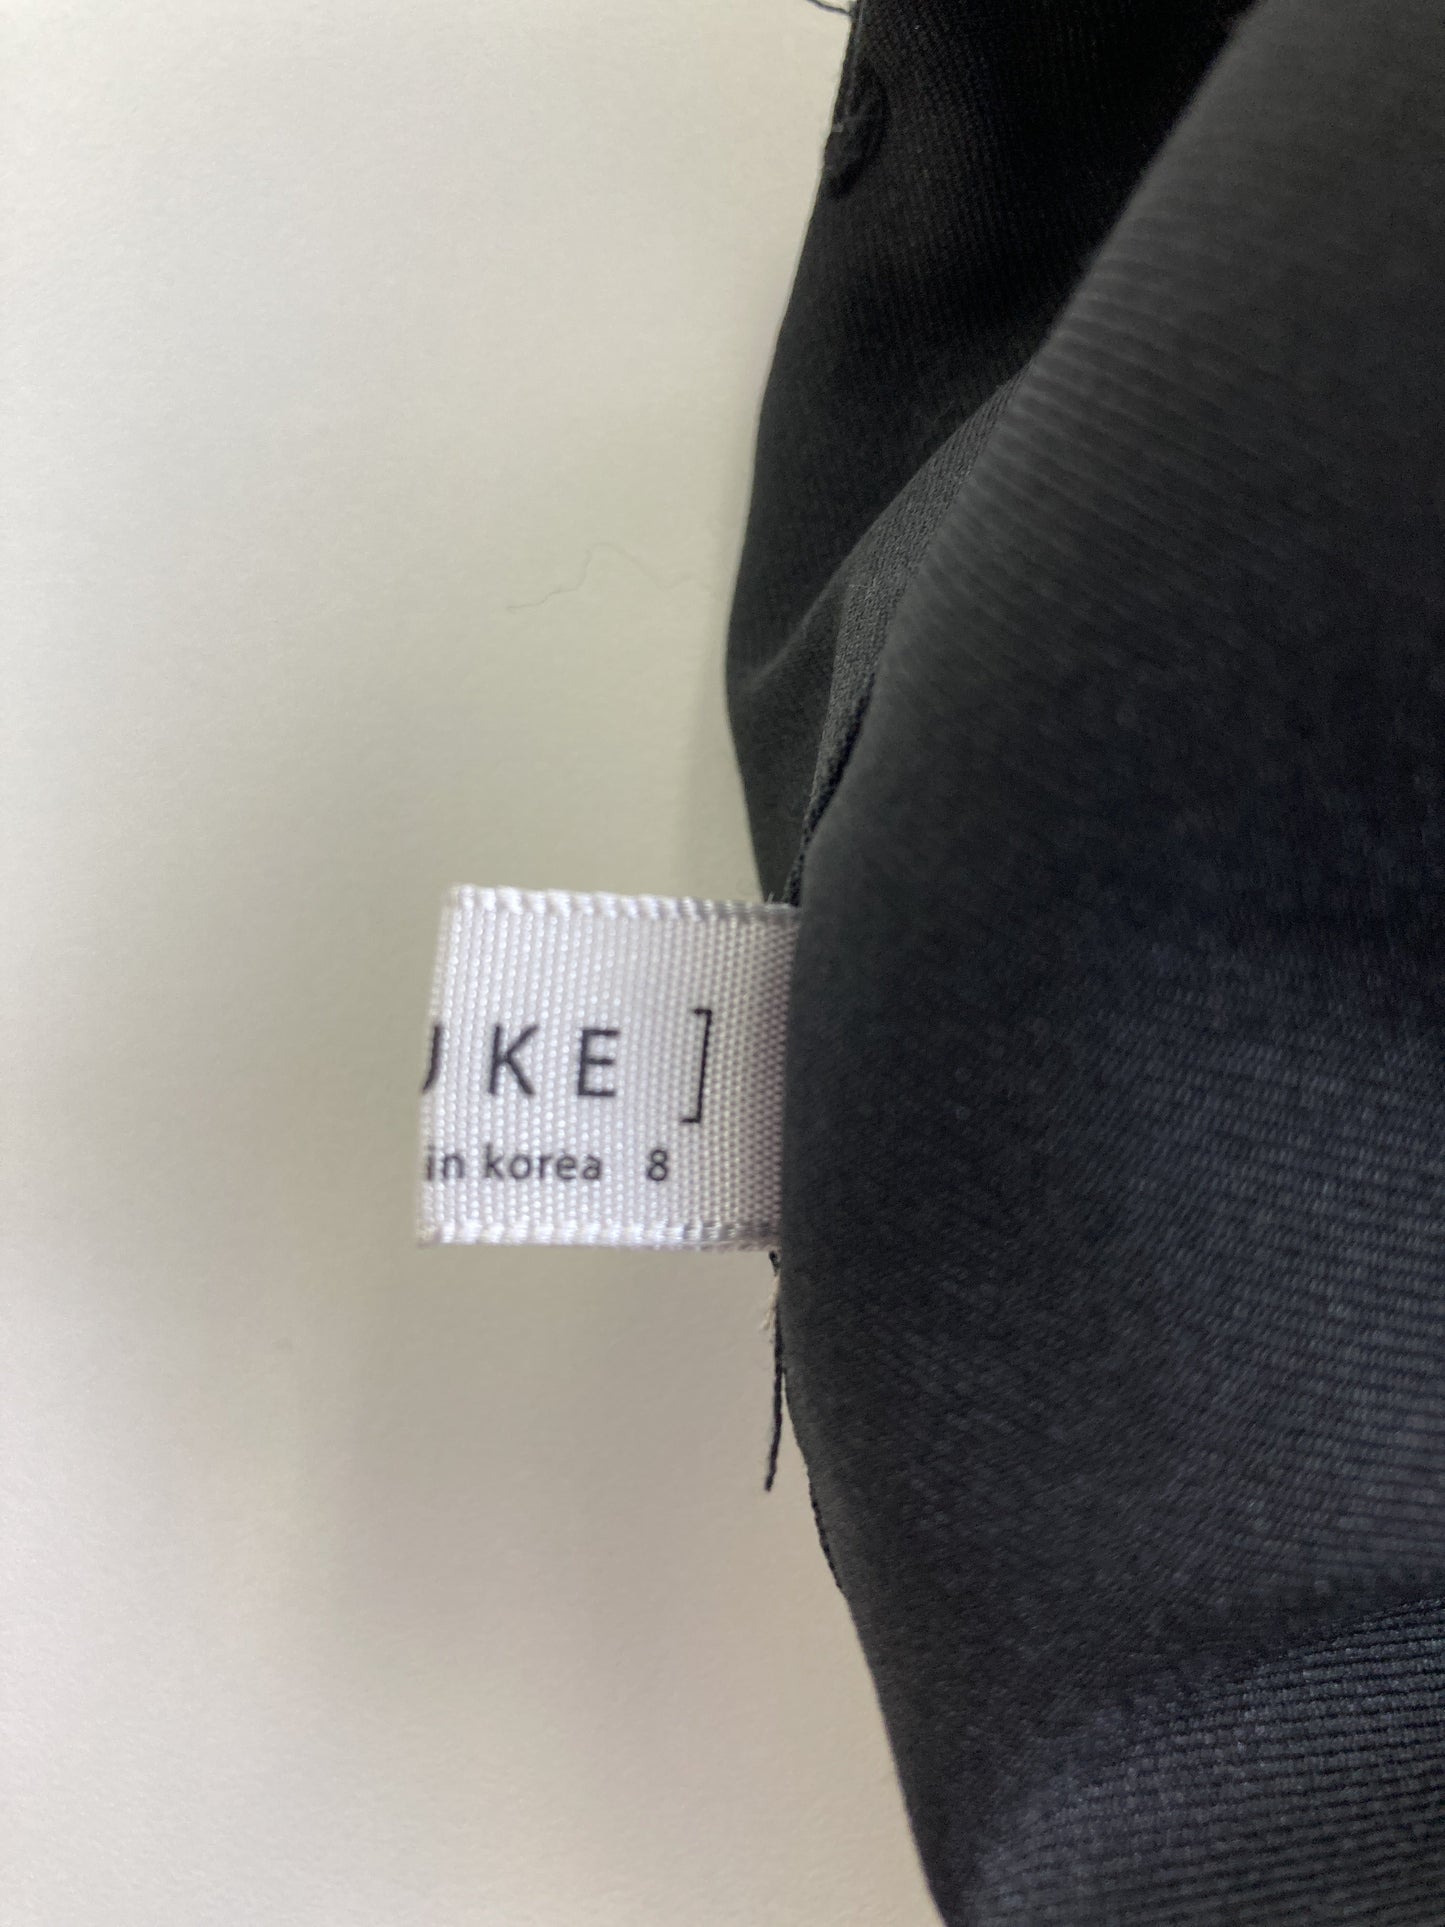 UKE ]
in korea 8